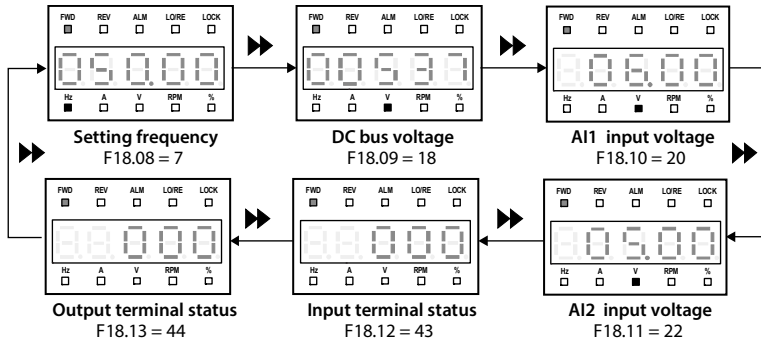 FWD REV ALM LO/RE LOCK
050.00
Hz A V RPM %
Setting frequency
F18.08 = 7
FWD REV ALM LO/RE LOCK
00537
Hz A V RPM %
DC bus voltage
F18.09 = 18
FWD REV ALM LO/RE LOCK
06.00
Hz A V RPM %
AI1 input voltage
F18.10 = 20
FWD REV ALM LO/RE LOCK
000
Hz A V RPM %
Output terminal status
F18.13 = 44
FWD REV ALM LO/RE LOCK
000
Hz A V RPM %
Input terminal status
F18.12 = 43
FWD REV ALM LO/RE LOCK
05.00
Hz A V RPM %
AI2 input voltage
F18.11 = 22